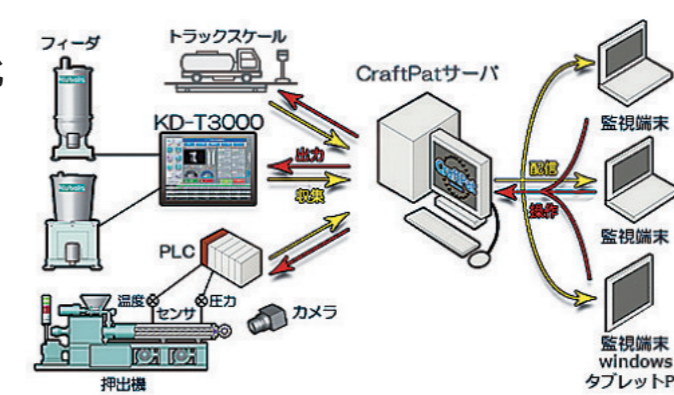 フィーダ
トラックスケール
CraftPatサーバ
KD-T3000
KUBOTA
出力
収集
配信
操作
監視端末
監視端末
監視端末
windows
タブレットP
PLC
温度
圧力
センサ
カメラ
押出機